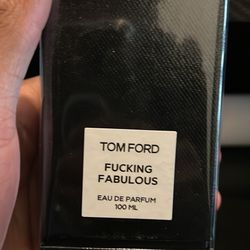 TOM FORD
FUCKING
FABULOUS
EAU DE PARFUM
100 ML